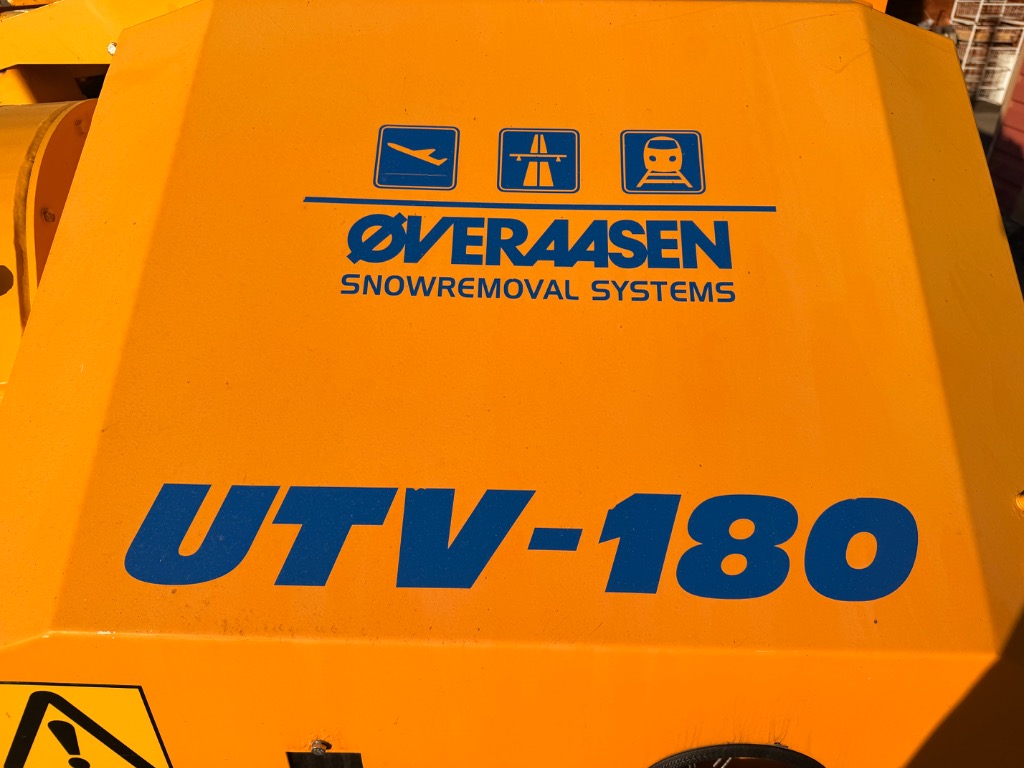 ØVERAASEN
SNOWREMOVAL SYSTEMS
UTV-180